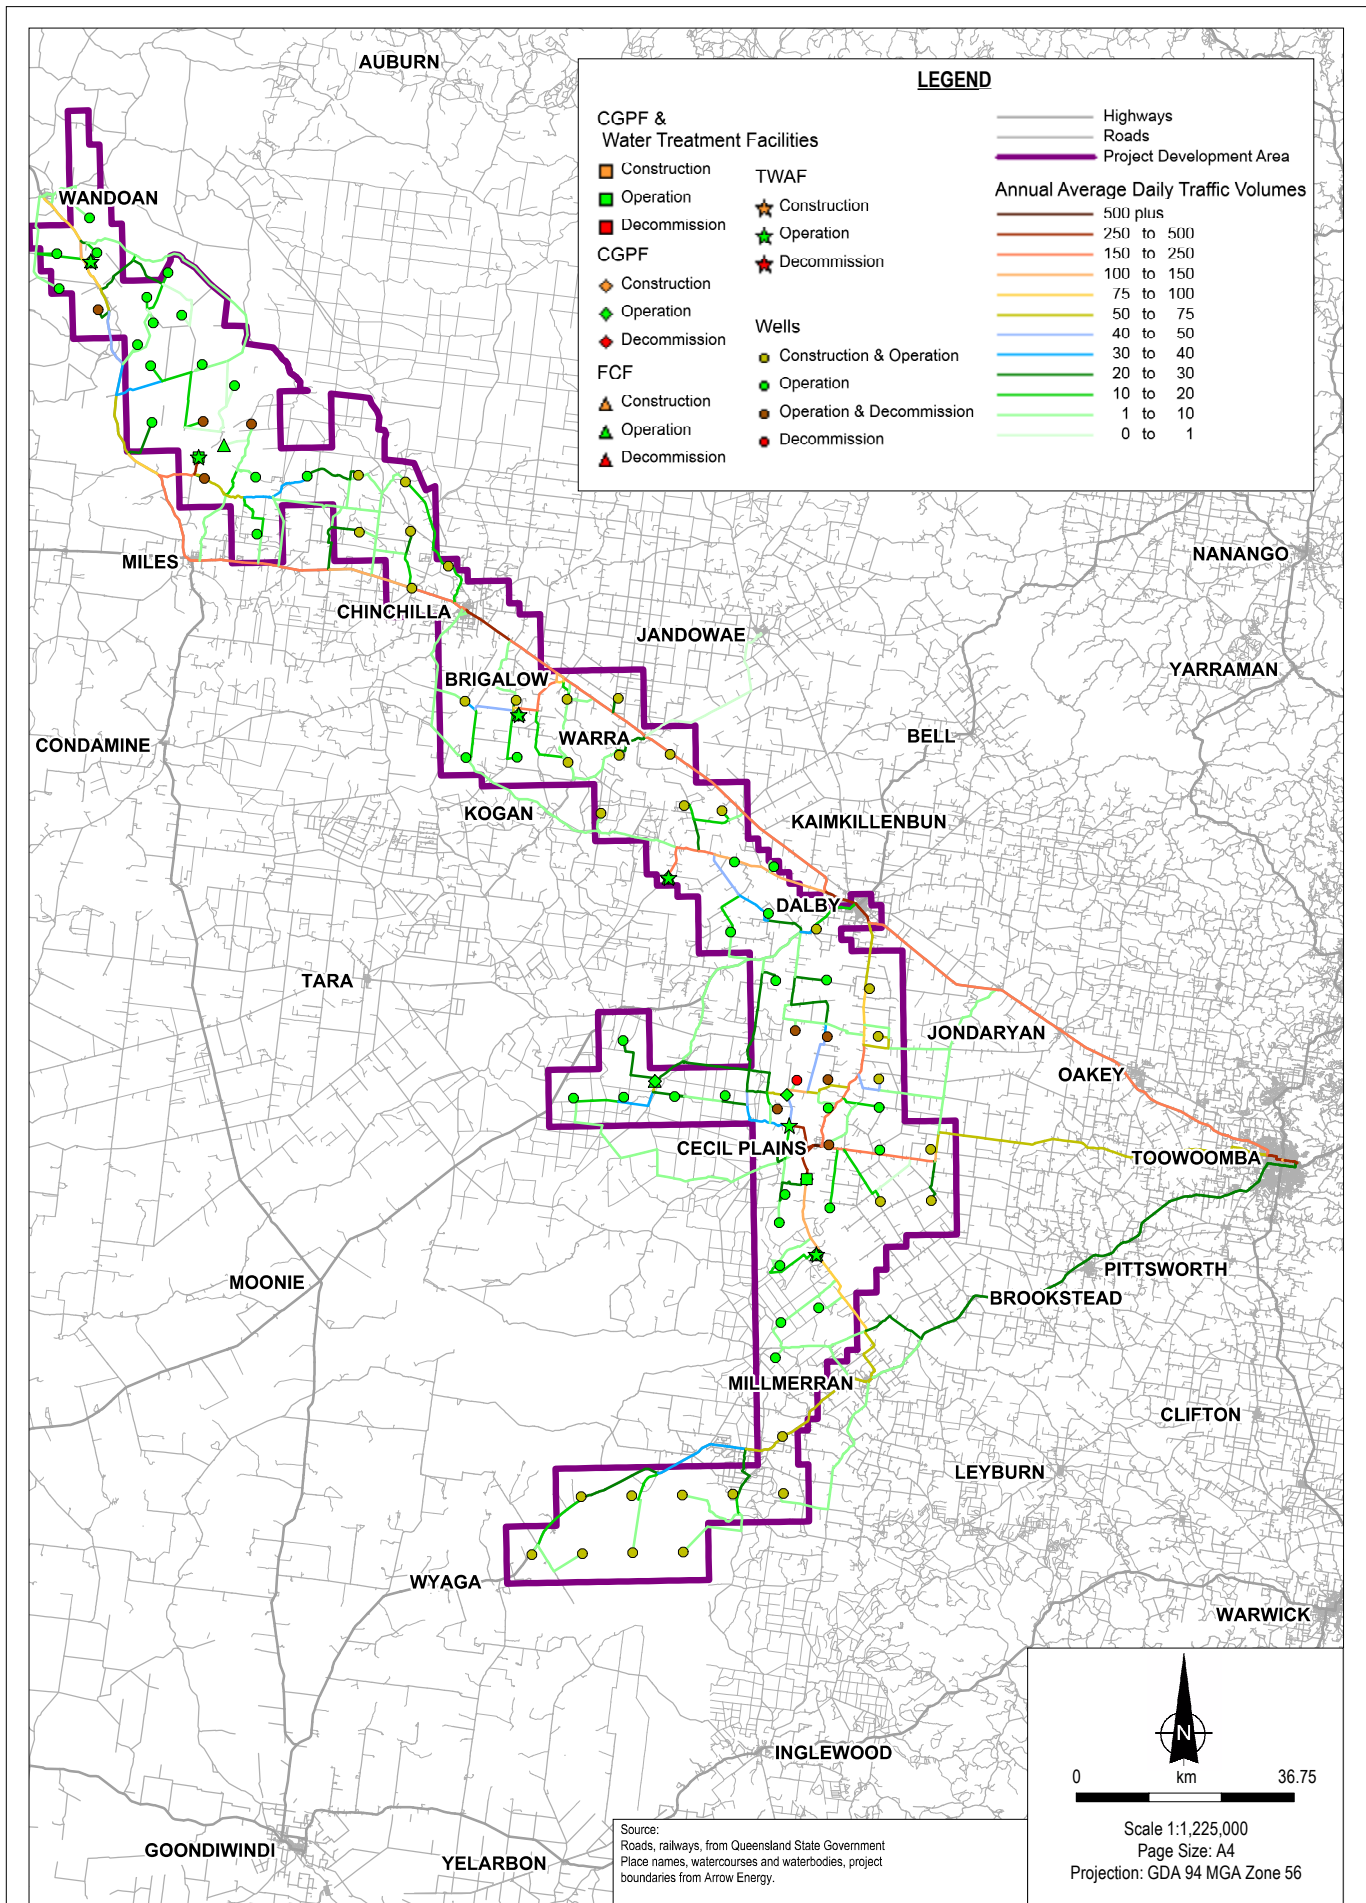 AUBURN
LEGEND
CGPF &
Water Treatment Facilities
Construction
Operation
Decommission
CGPF
Construction
Operation
Decommission
FCF
Construction
Operation
Decommission
TWAF
Construction
Operation
Decommission
Wells
Construction & Operation
Operation
Operation & Decommission
Decommission
Highways
Roads
Project Development Area
Annual Average Daily Traffic Volumes
500 plus
250 to 500
150 to 250
100 to 150
75 to 100
50 to 75
40 to 50
30 to 40
20 to 30
10 to 20
1 to 10
0 to 1
WANDOAN
MILES
NANANGO
CHINCHILLA
JANDOWAE
YARRAMAN
BRIGALOW
CONDAMINE
WARRA
BELL
KOGAN
KAIMKILLENBUN
DALBY
TARA
JONDARYAN
OAKEY
CECIL PLAINS
TOOWOOMBA
MOONIE
PITTSWORTH
BROOKSTEAD
MILLMERRAN
CLIFTON
LEYBURN
WYAGA
WARWICK
INGLEWOOD
GOONDIWINDI
YELARBON
N
0 km 36.75
Scale 1:1,225,000
Page Size: A4
Projection: GDA 94 MGA Zone 56
Source:
Roads, railways, from Queensland State Government
Place names, watercourses and waterbodies, project
boundaries from Arrow Energy.